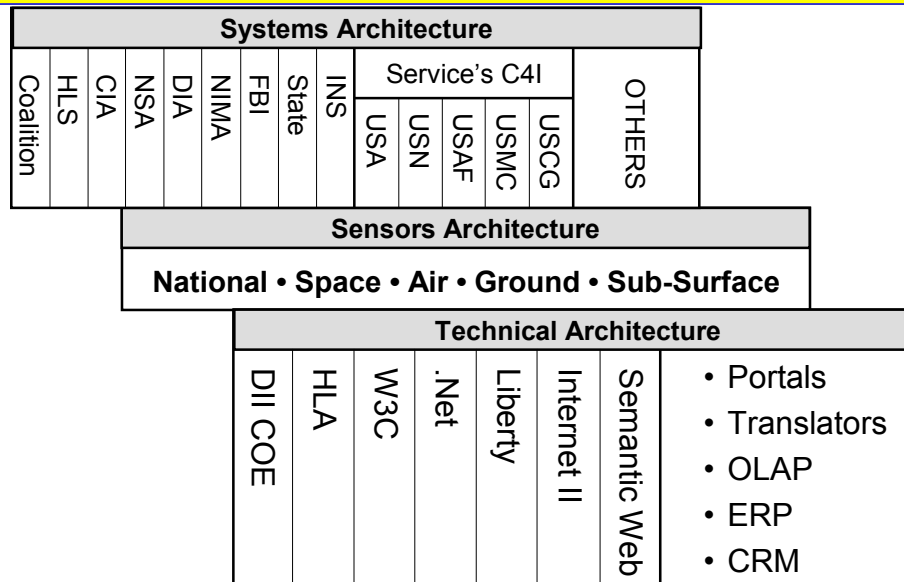 Systems Architecture
Coalition
HLS
CIA
NSA
DIA
NIMA
FBI
State
INS
Service’s C4I
USA
USN
USAF
USMC
USCG
OTHERS
Sensors Architecture
National • Space • Air • Ground • Sub-Surface
Technical Architecture
DII COE
HLA
W3C
.Net
Liberty
Internet II
Semantic Web
• Portals
• Translators
• OLAP
• ERP
• CRM